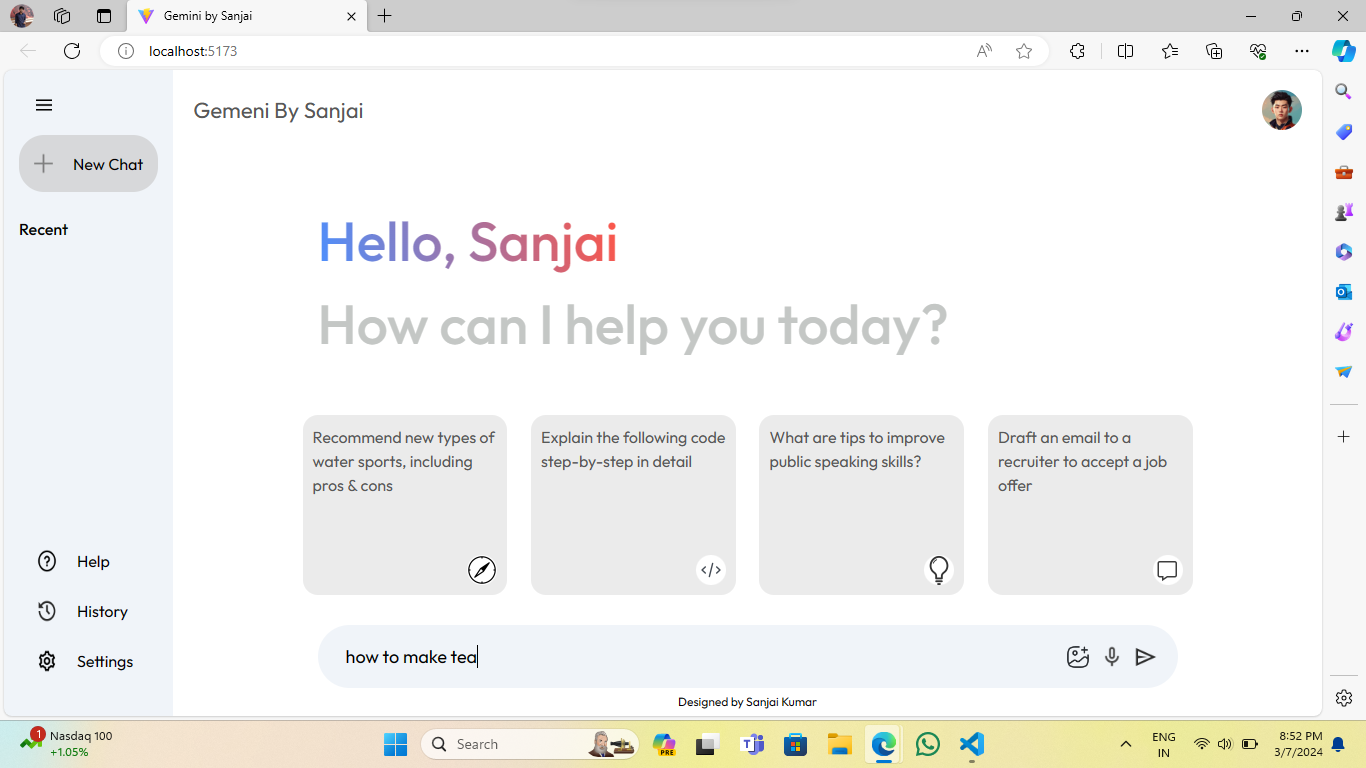 Gemini by Sanjai
localhost:5173
Gemeni By Sanjai
New Chat
Recent
Hello, Sanjai
How can I help you today?
Recommend new types of
water sports, including
pros & cons
Explain the following code
step-by-step in detail
What are tips to improve
public speaking skills?
Draft an email to a
recruiter to accept a job
offer
Help
History
Settings
how to make tea
Designed by Sanjai Kumar
1
Nasdaq 100
+1.05%
Search
PRE
ENG
IN
8:52 PM
3/7/2024